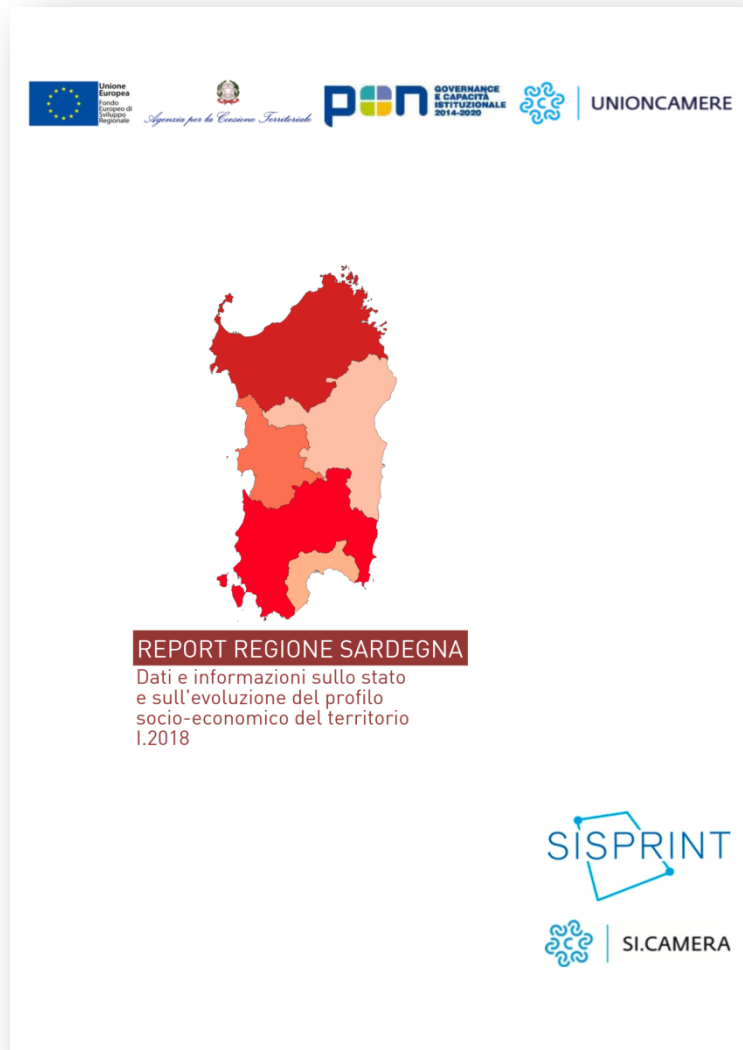 Unione
Europea
Fondo
Europeo di
Sviluppo
Regionale
Agenzia per la Coesione Territoriale
pon
GOVERNANCE
E CAPACITÀ
ISTITUZIONALE
2014-2020
UNIONCAMERE
REPORT REGIONE SARDEGNA
Dati e informazioni sullo stato
e sull'evoluzione del profilo
socio-economico del territorio
I.2018
SISPRINT
SI.CAMERA